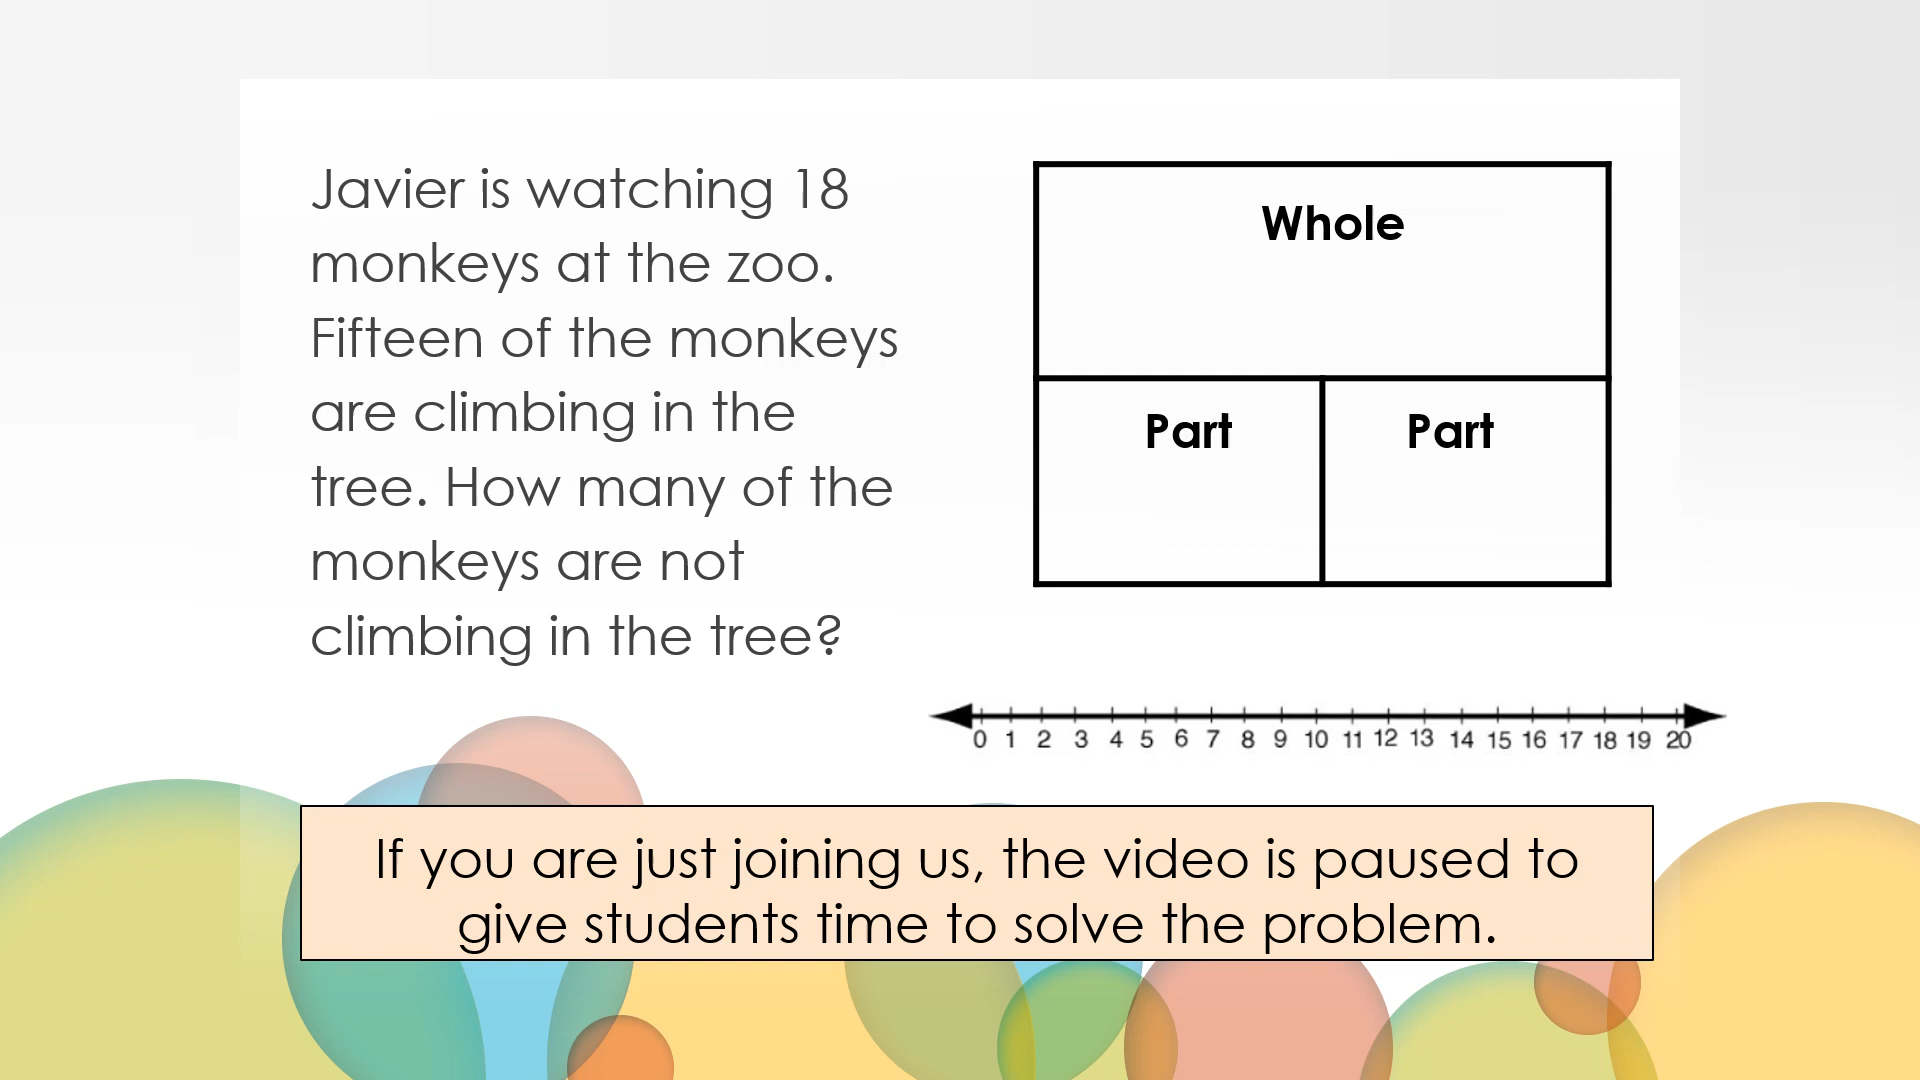 Javier is watching 18
monkeys at the zoo.
Fifteen of the monkeys
are climbing in the
tree. How many of the
monkeys are not
climbing in the tree?
Whole
Part Part
0 1 2 3 4 5 6 7 8 9 10 11 12 13 14 15 16 17 18 19 20
If you are just joining us, the video is paused to
give students time to solve the problem.